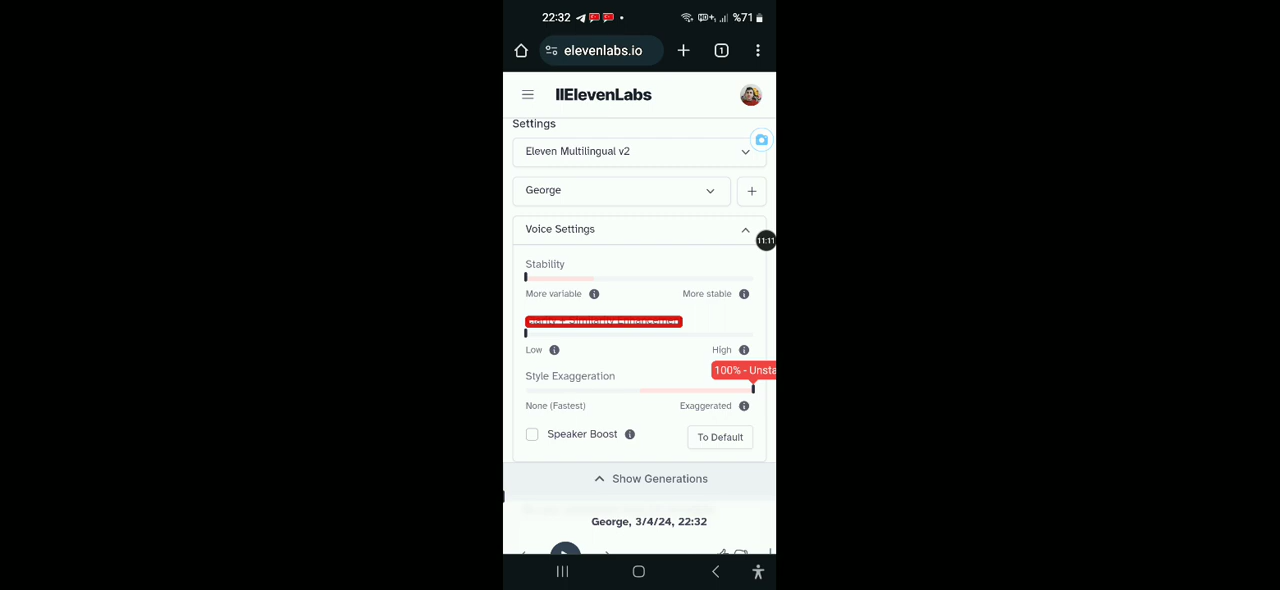 22:32 %71
elevenlabs.io 1
IIElevenLabs
Settings
Eleven Multilingual v2
George
Voice Settings
11:11
Stability
More variable More stable
Low High
100% - Unsta
Style Exaggeration
None (Fastest) Exaggerated
Speaker Boost To Default
Show Generations
George, 3/4/24, 22:32